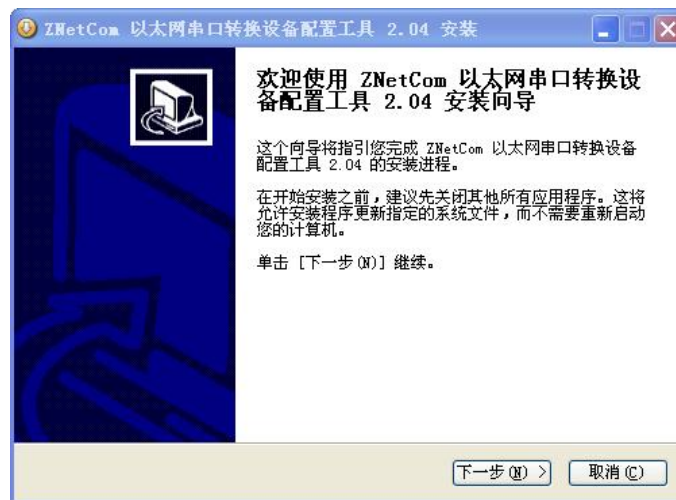 ZNetCom 以太网串口转换设备配置工具 2.04 安装
欢迎使用 ZNetCom 以太网串口转换设
备配置工具 2.04 安装向导
这个向导将指引您完成 ZNetCom 以太网串口转换设备
配置工具 2.04 的安装进程。
在开始安装之前，建议先关闭其他所有应用程序。这将
允许安装程序更新指定的系统文件，而不需要重新启动
您的计算机。
单击 [下一步(N)] 继续。
下一步(N) >
取消(C)